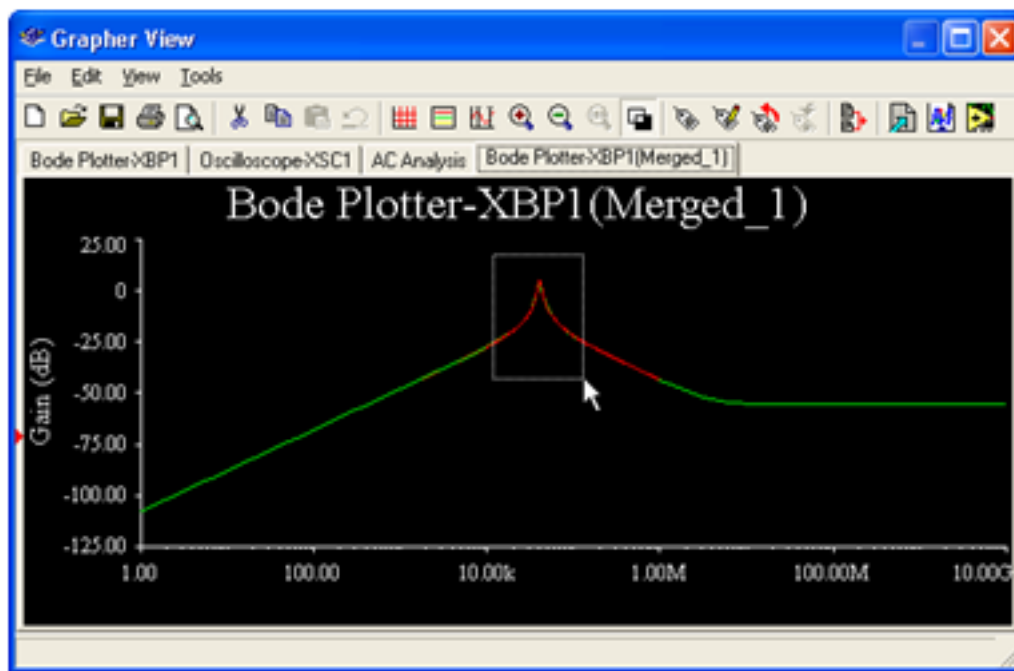 Grapher View
File Edit View Tools
Bode Plotter-XBP1 Oscilloscope-XSC1 AC Analysis Bode Plotter-XBP1(Merged_1)
Bode Plotter-XBP1(Merged_1)
25.00
0
-25.00
-50.00
-75.00
-100.00
-125.00
Gain (dB)
1.00 100.00 10.00k 1.00M 100.00M 10.00G